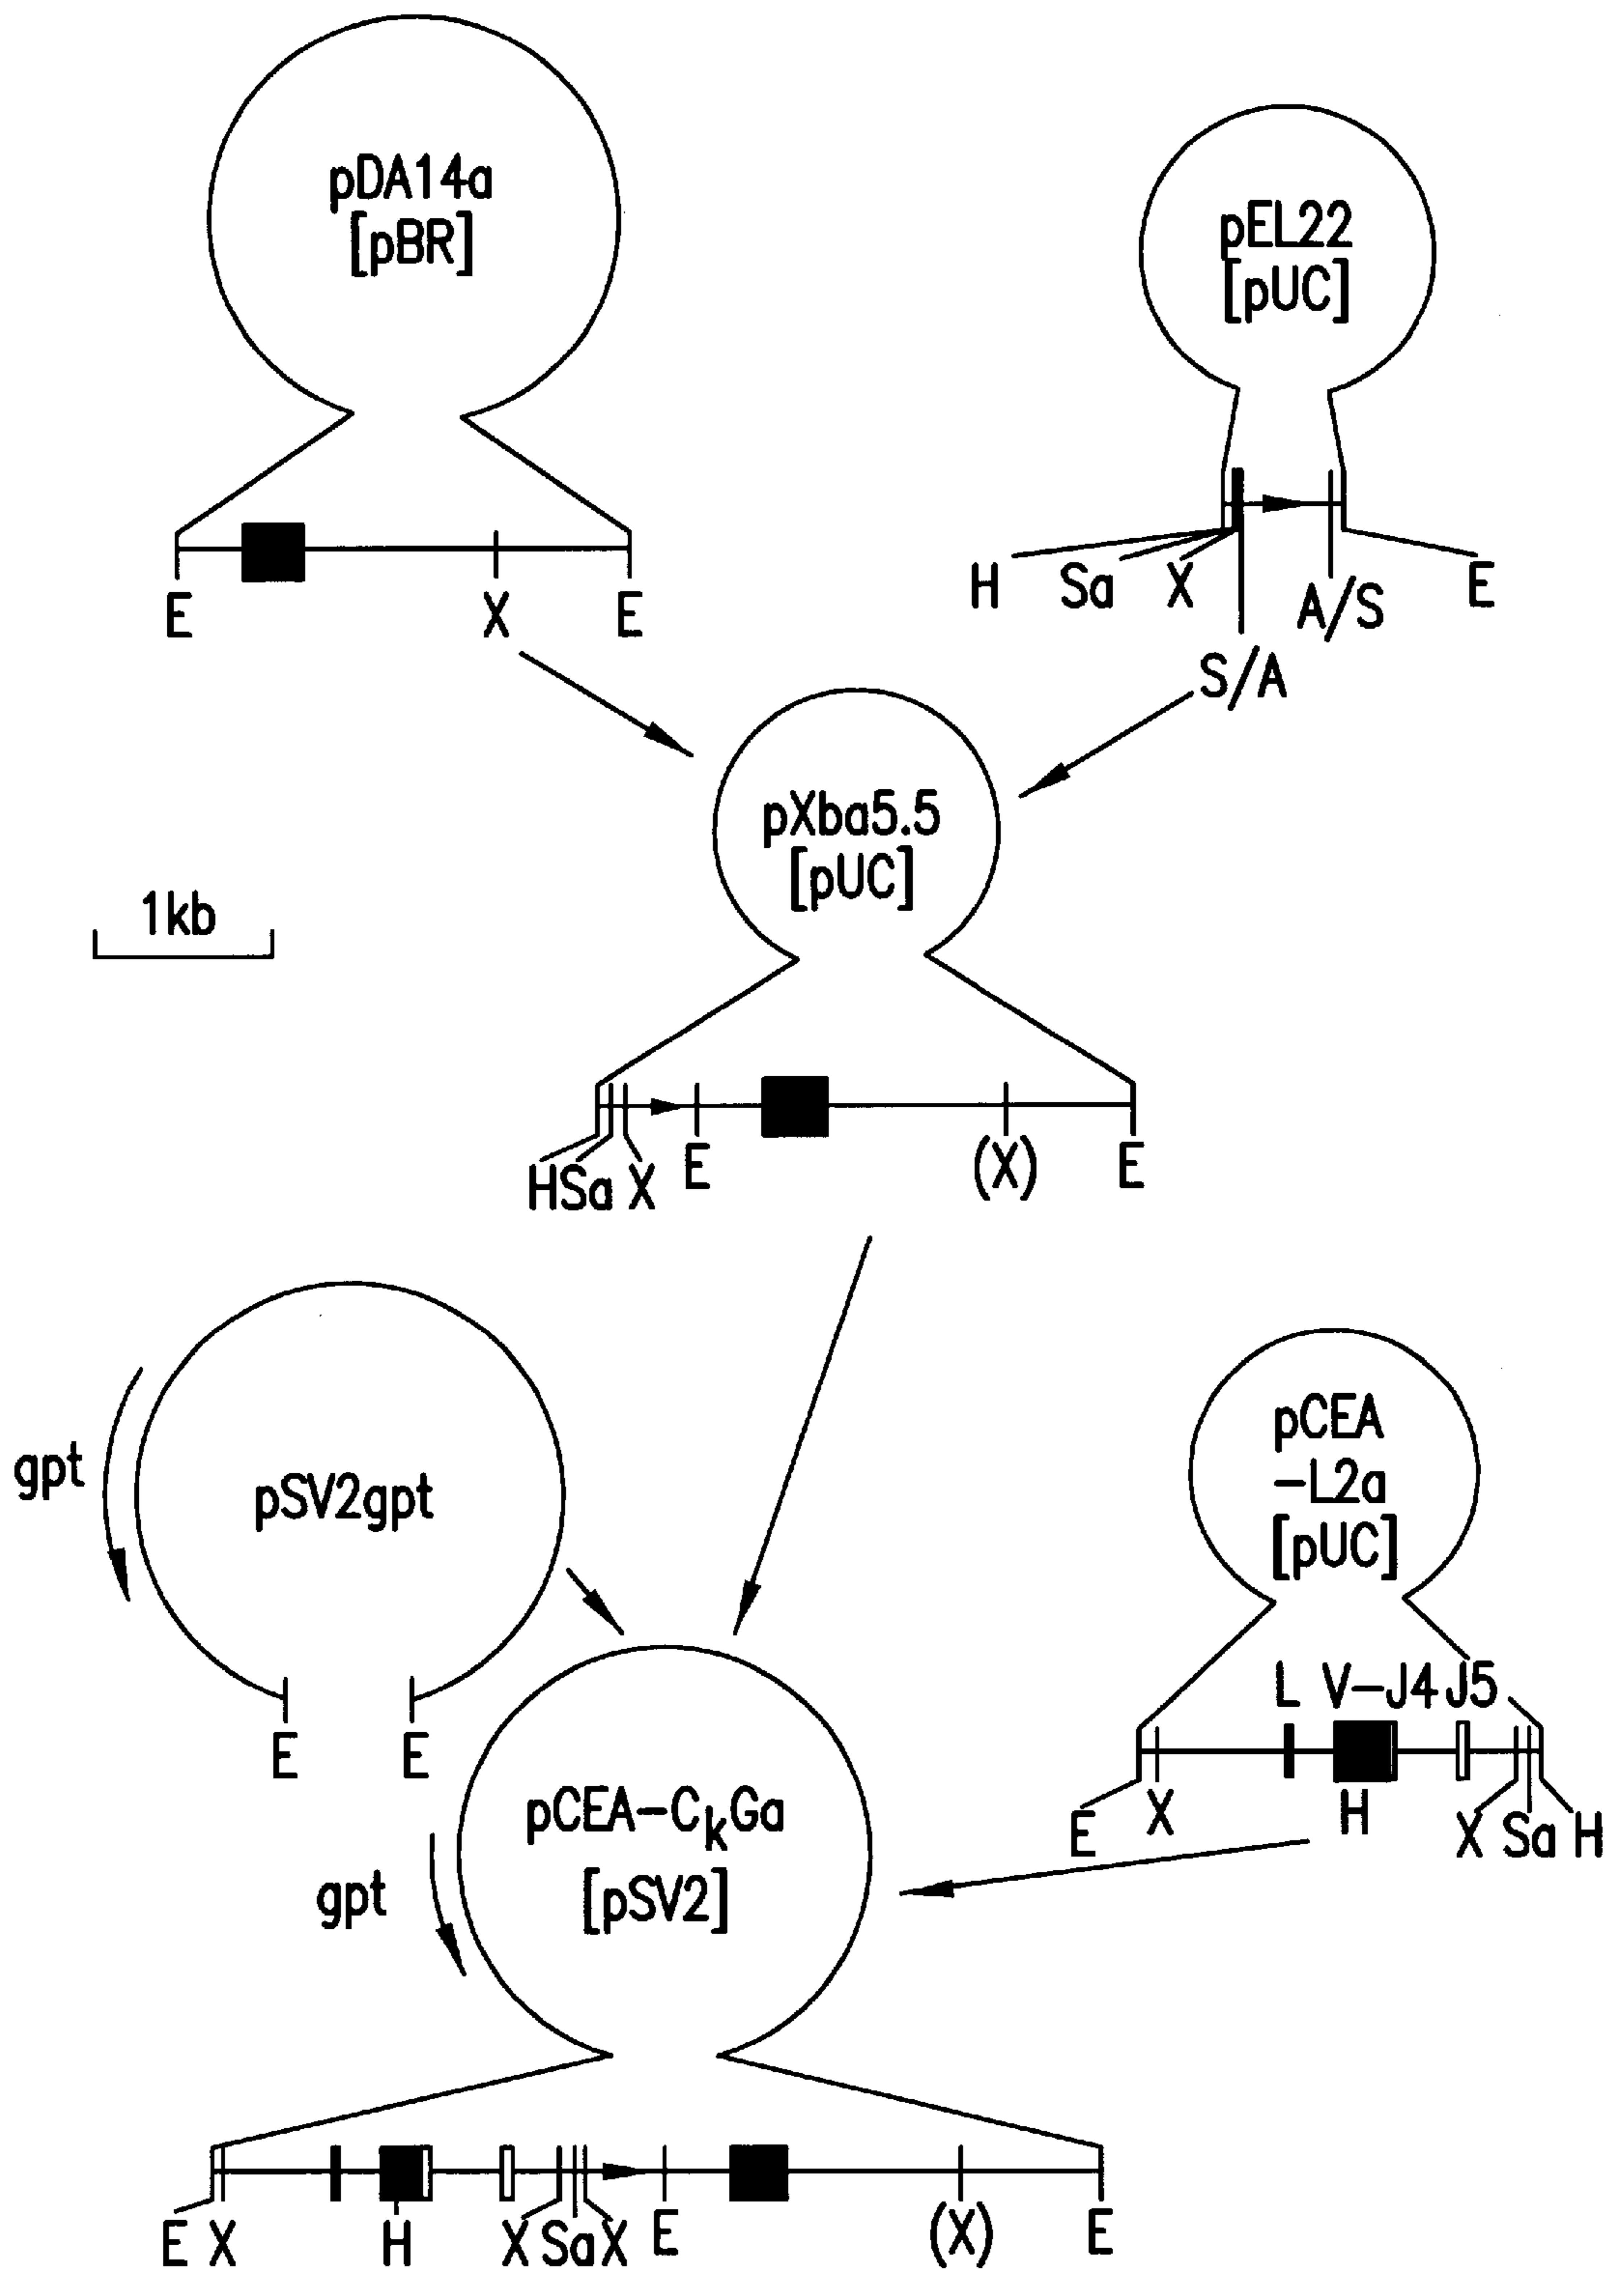 pDA14a
[pBR]
pEL22
[pUC]
E
X
E
H
Sa
X
A/S
E
S/A
pXba5.5
[pUC]
1kb
HSa X
E
(X)
E
gpt
pSV2gpt
E
E
pCEA
-L2a
[pUC]
L V-J4 J5
E
X
H
X Sa H
pCEA-CkGa
[pSV2]
gpt
E X
H
X Sa X
E
(X)
E